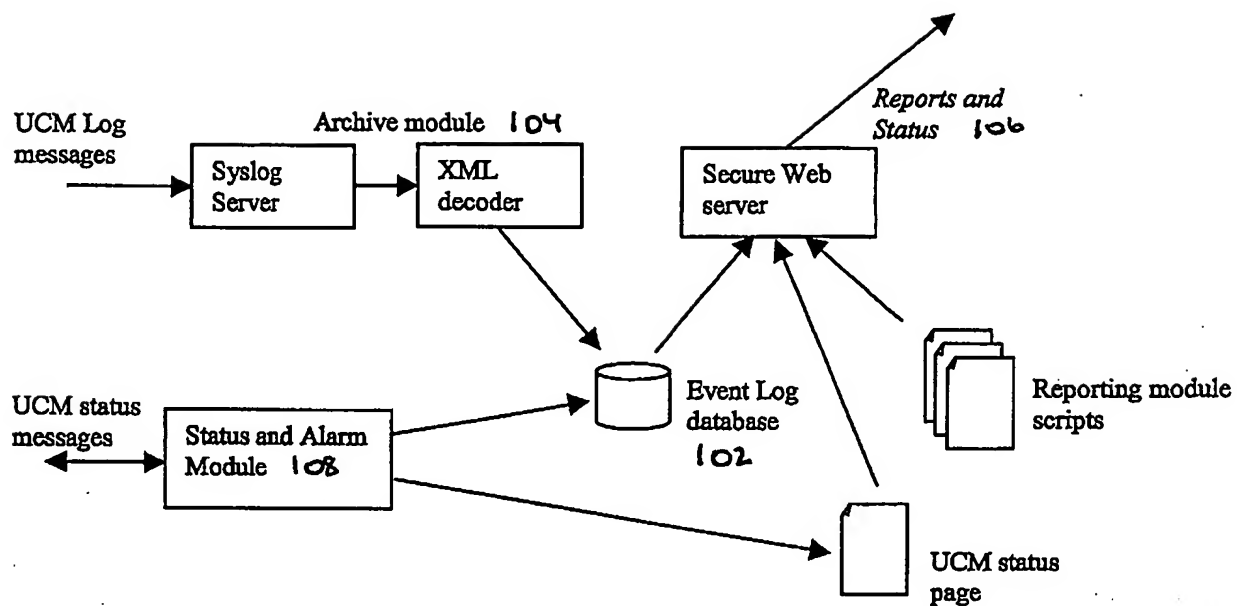 UCM Log
messages
Archive module 104
Syslog
Server
XML
decoder
Reports and
Status 106
Secure Web
server
UCM status
messages
Status and Alarm
Module 108
Event Log
database
102
Reporting module
scripts
UCM status
page